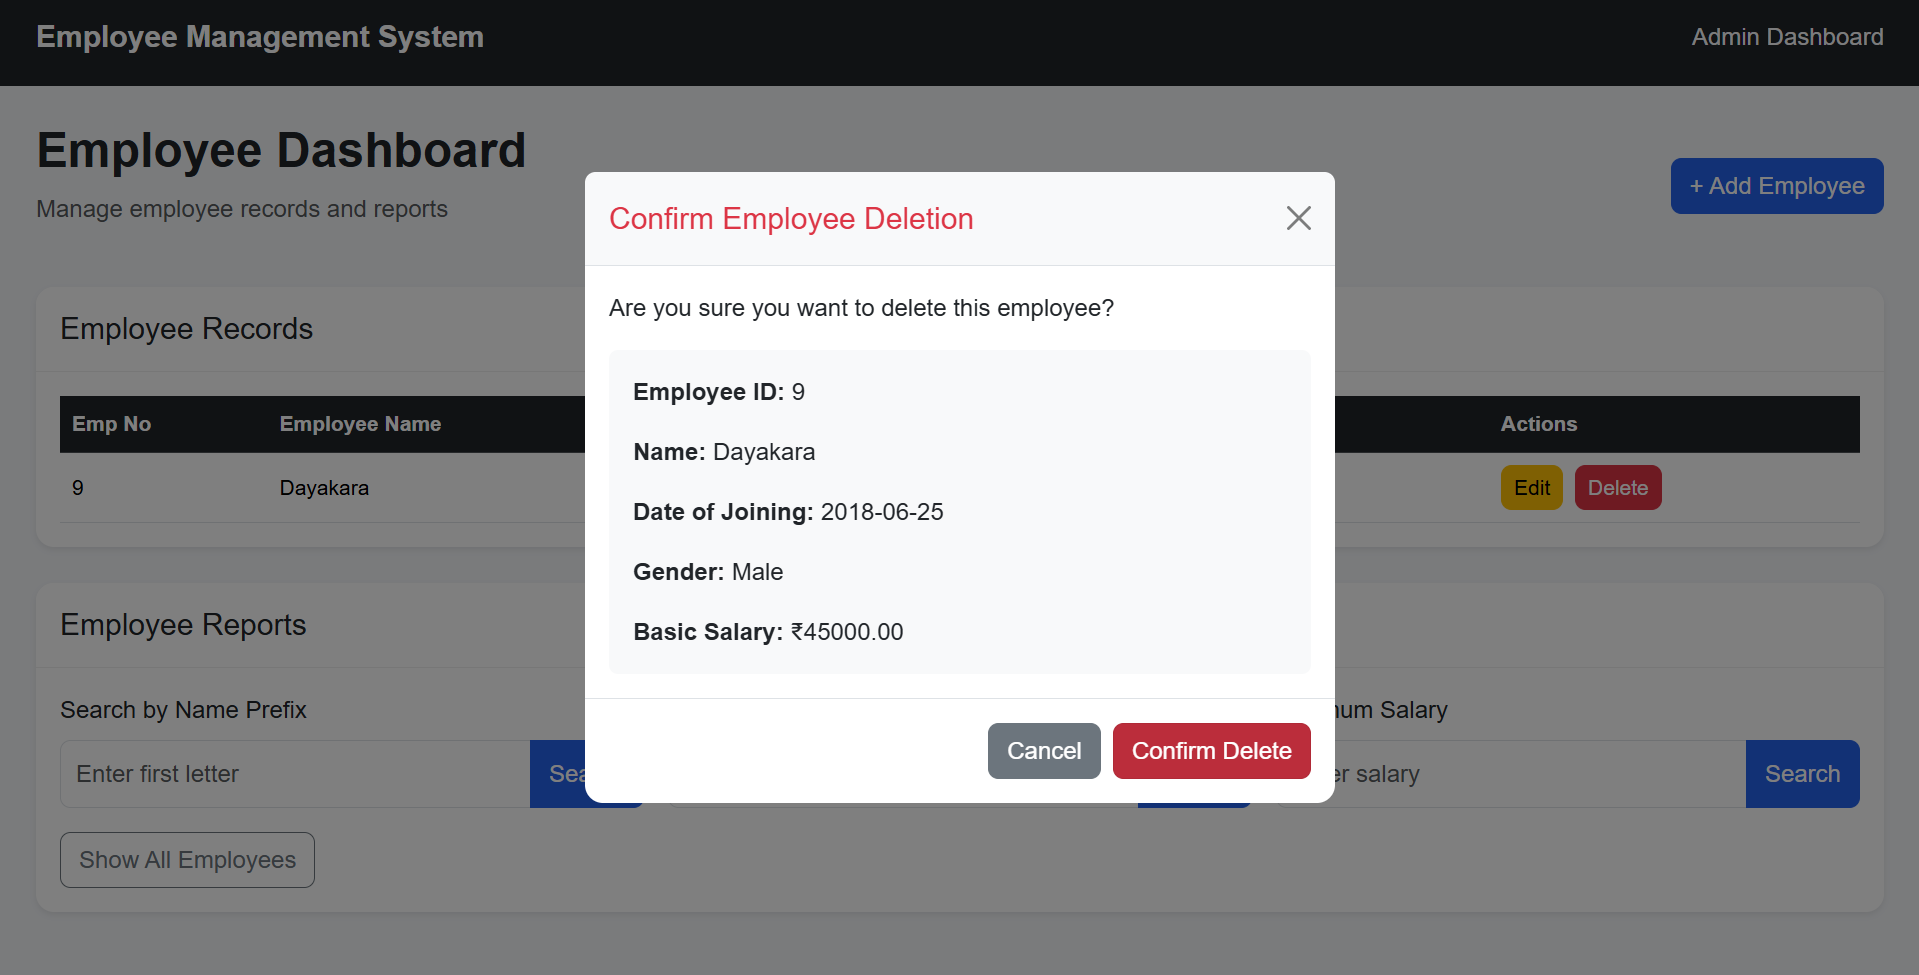 Employee Management System
Admin Dashboard
Employee Dashboard
Manage employee records and reports
+ Add Employee
Employee Records
Emp No Employee Name Actions
9 Dayakara Edit Delete
Confirm Employee Deletion
Are you sure you want to delete this employee?
Employee ID: 9
Name: Dayakara
Date of Joining: 2018-06-25
Gender: Male
Basic Salary: ₹45000.00
Cancel Confirm Delete
Employee Reports
Search by Name Prefix
Salary
Enter first letter
salary
Search
Show All Employees